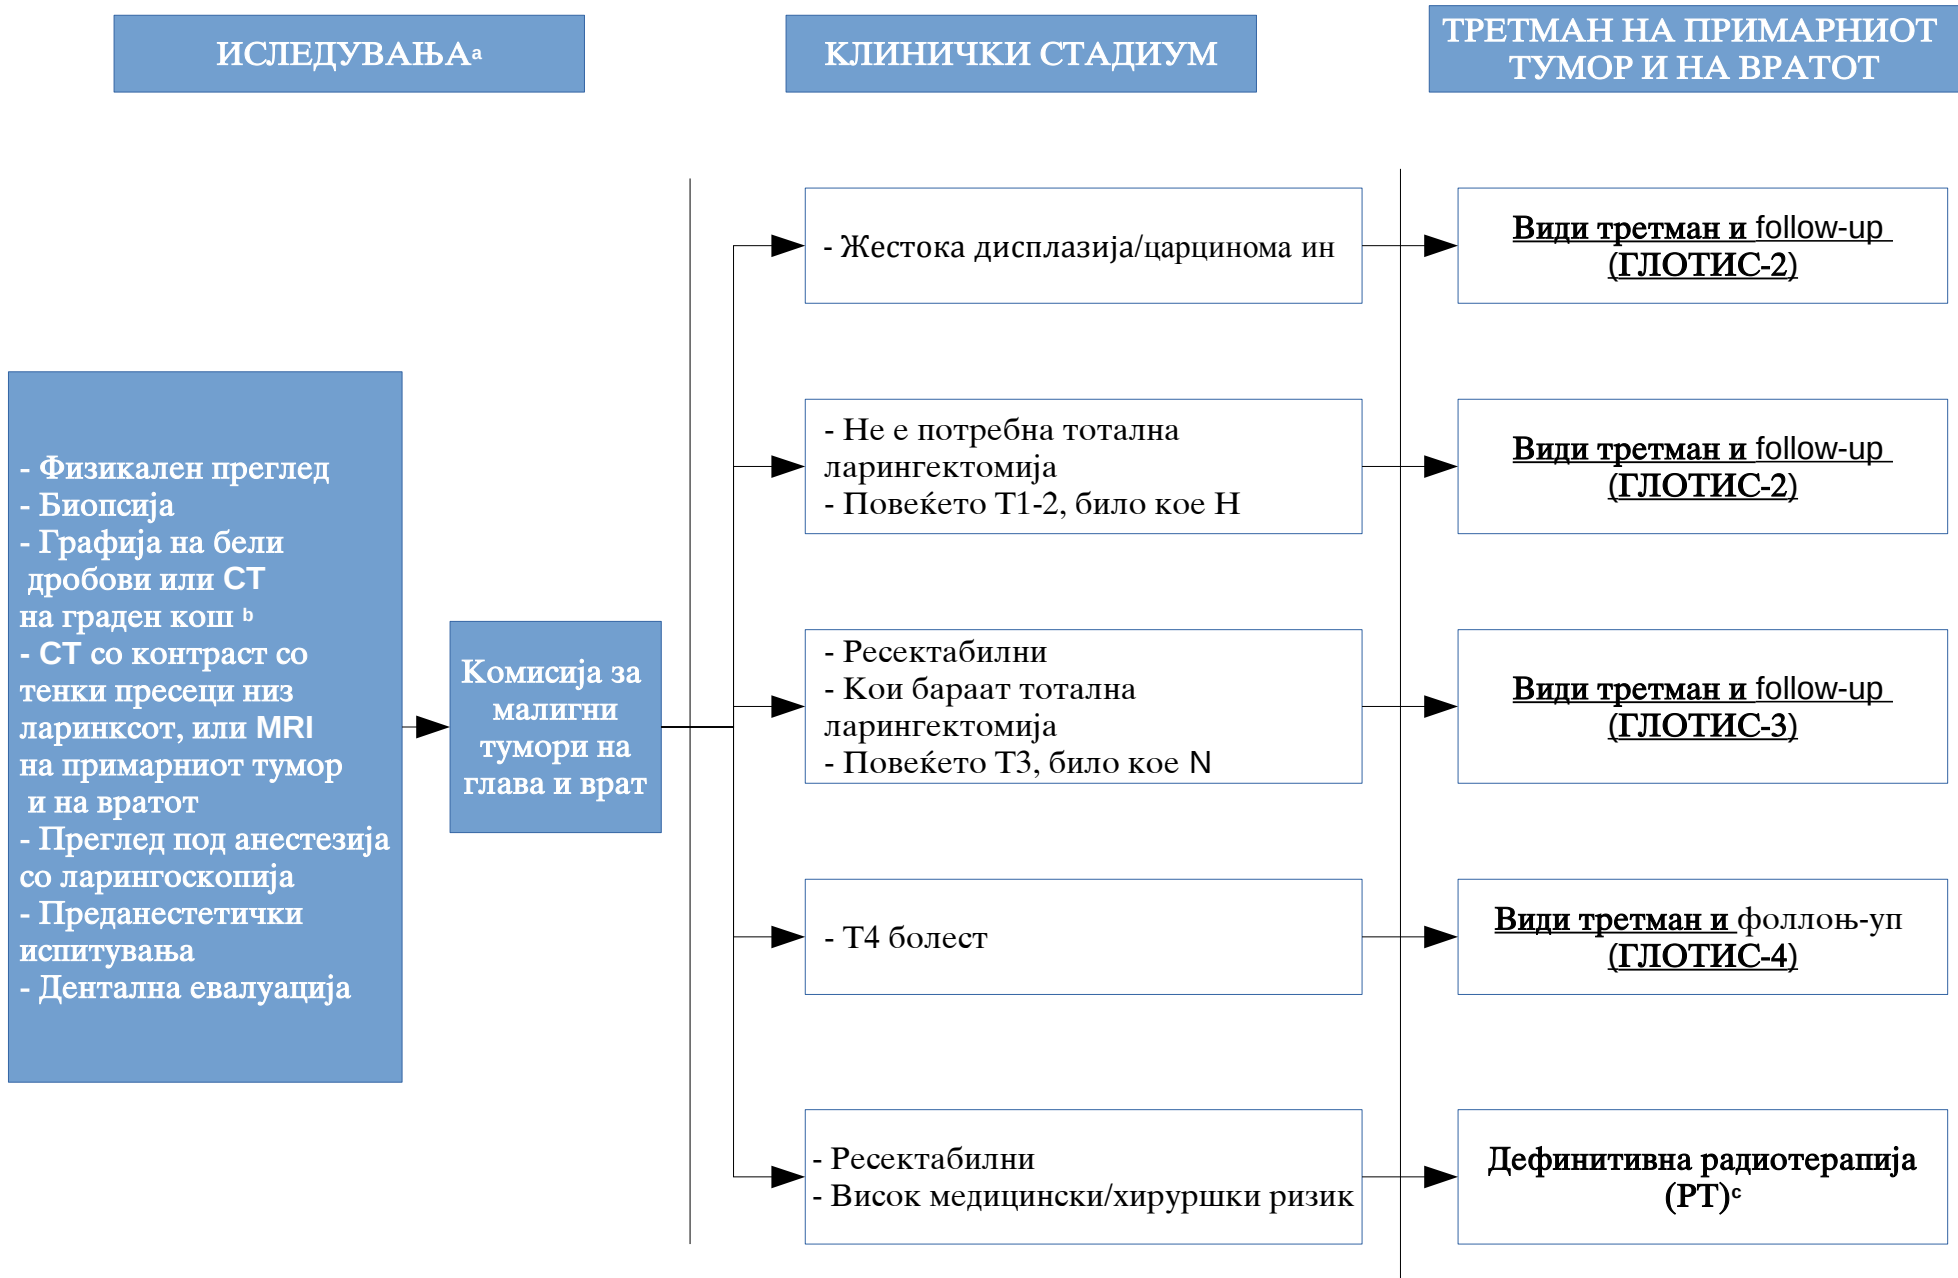 ИСЛЕДУВАЊАa
КЛИНИЧКИ СТАДИУМ
ТРЕТМАН НА ПРИМАРНИОТ
ТУМОР И НА ВРАТОТ
- Физикален преглед
- Биопсија
- Графија на бели
дробови или CT
на граден кош b
- CT со контраст со
тенки пресеци низ
ларинксот, или MRI
на примарниот тумор
и на вратот
- Преглед под анестезија
со ларингоскопија
- Преданестетички
испитувања
- Дентална евалуација
Комисија за
малигни
тумори на
глава и врат
- Жестока дисплазија/царцинома ин
Види третман и follow-up
(ГЛОТИС-2)
- Не е потребна тотална
ларингектомија
- Повеќето Т1-2, било кое Н
Види третман и follow-up
(ГЛОТИС-2)
- Ресектабилни
- Кои бараат тотална
ларингектомија
- Повеќето Т3, било кое N
Види третман и follow-up
(ГЛОТИС-3)
- Т4 болест
Види третман и фоллоњ-уп
(ГЛОТИС-4)
- Ресектабилни
- Висок медицински/хируршки ризик
Дефинитивна радиотерапија
(РТ)c